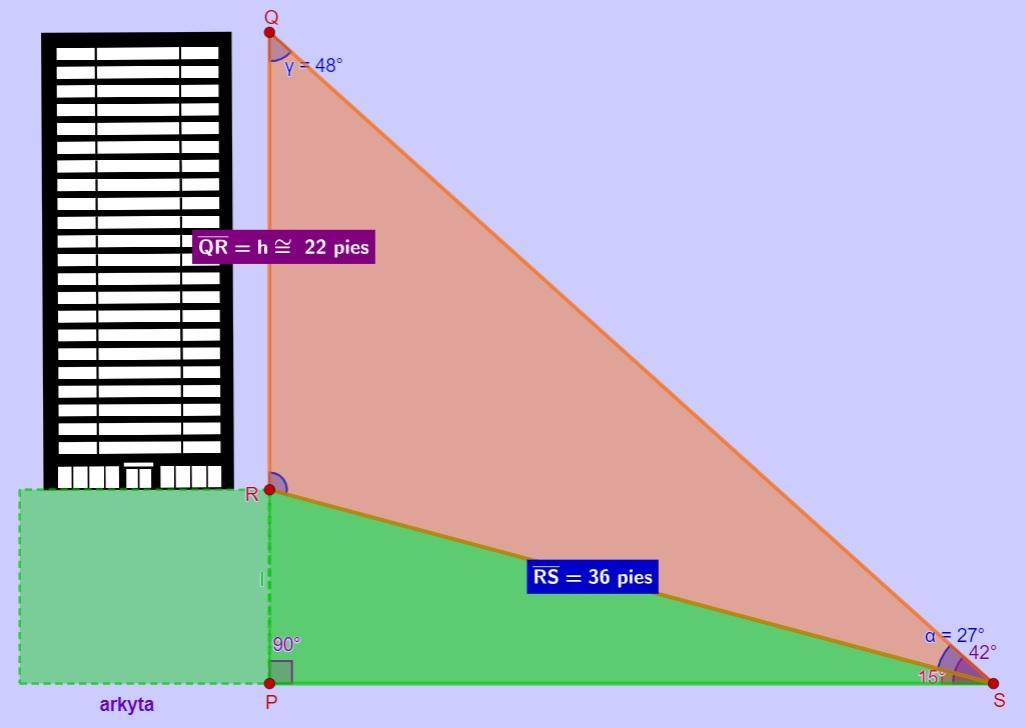 Q
γ = 48°
QR = h ≅ 22 pies
R
l
RS = 36 pies
α = 27°
42°
15°
90°
P
S
arkyta